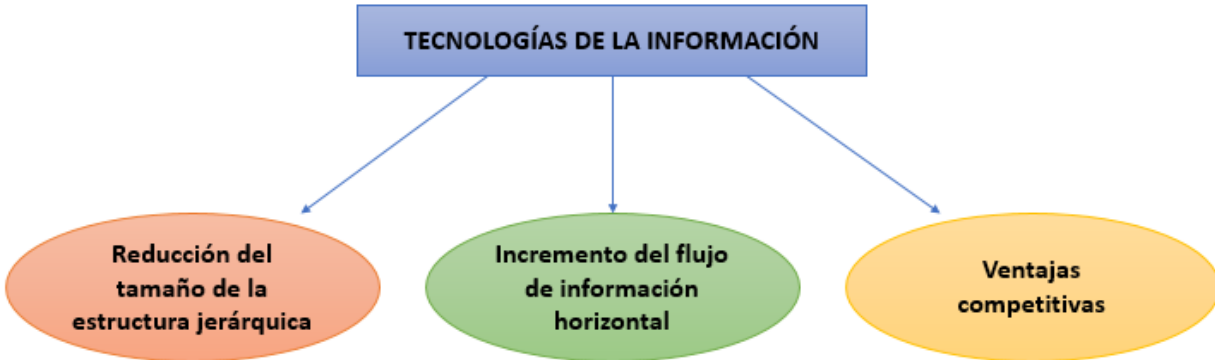 TECNOLOGÍAS DE LA INFORMACIÓN
Reducción del
tamaño de la
estructura jerárquica
Incremento del flujo
de información
horizontal
Ventajas
competitivas